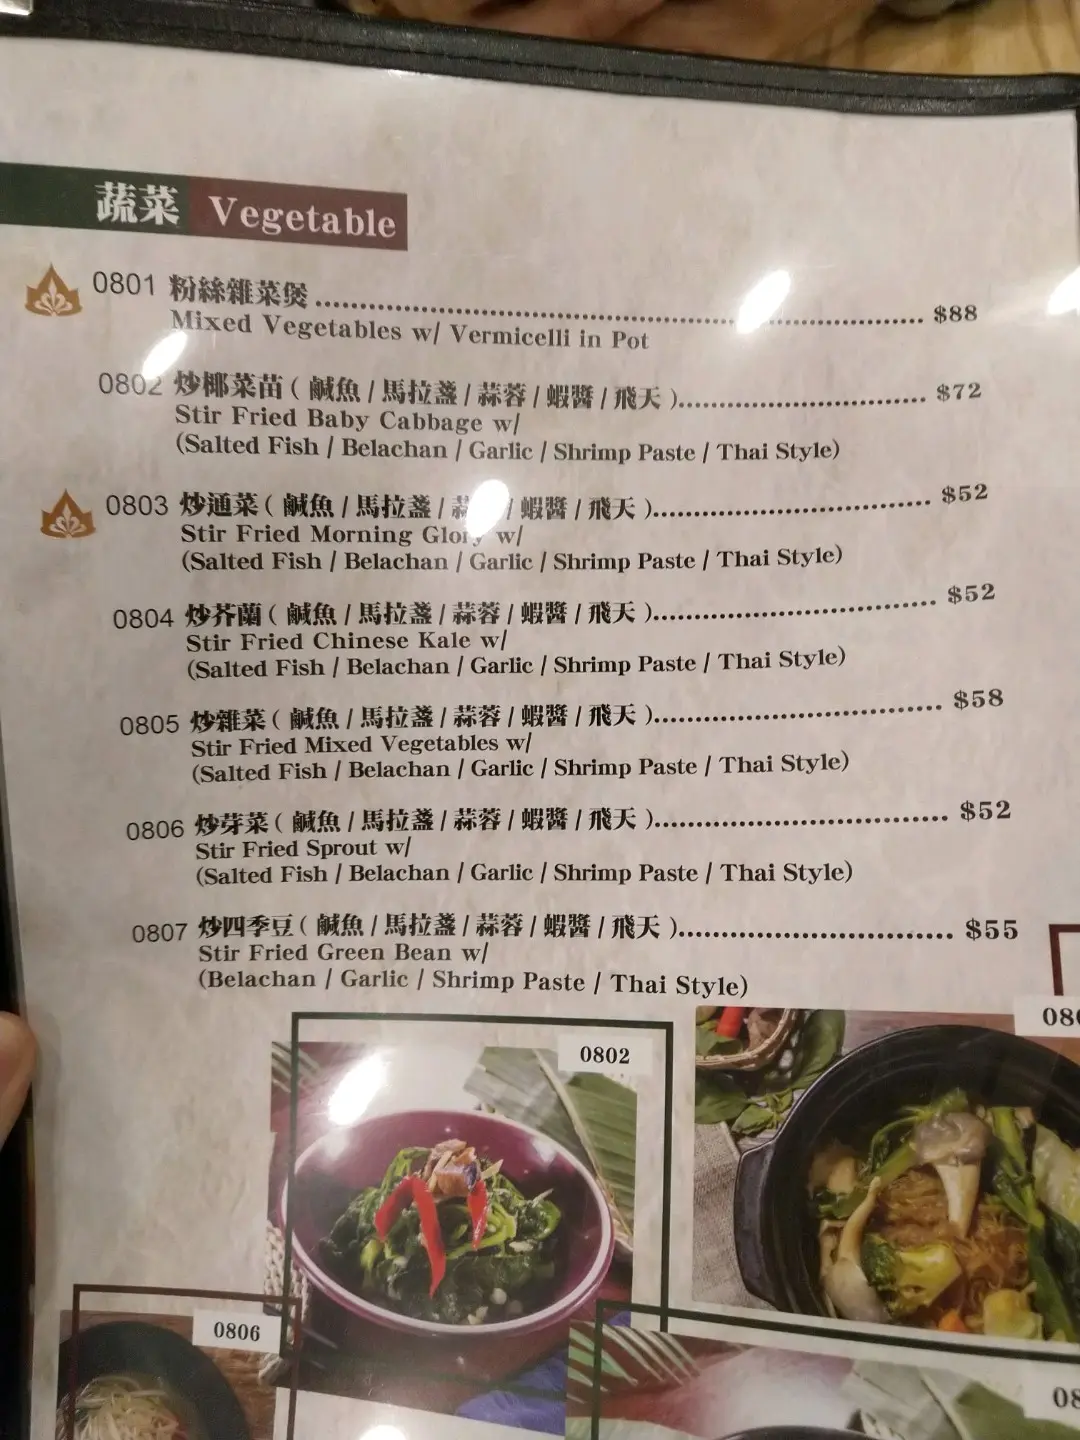 蔬菜 Vegetable
0801 粉絲雜菜煲 $88
Mixed Vegetables w/ Vermicelli in Pot
0802 炒椰菜苗 ( 鹹魚 / 馬拉盞 / 蒜蓉 / 蝦醬 / 飛天 ) $72
Stir Fried Baby Cabbage w/
(Salted Fish / Belachan / Garlic / Shrimp Paste / Thai Style)
0803 炒通菜 ( 鹹魚 / 馬拉盞 / / 蝦醬 / 飛天 ) $52
Stir Fried Morning Glory w/
(Salted Fish / Belachan / Garlic / Shrimp Paste / Thai Style)
0804 炒芥蘭 ( 鹹魚 / 馬拉盞 / 蒜蓉 / 蝦醬 / 飛天 ) $52
Stir Fried Chinese Kale w/
(Salted Fish / Belachan / Garlic / Shrimp Paste / Thai Style)
0805 炒雜菜 ( 鹹魚 / 馬拉盞 / 蒜蓉 / 蝦醬 / 飛天 ) $58
Stir Fried Mixed Vegetables w/
(Salted Fish / Belachan / Garlic / Shrimp Paste / Thai Style)
0806 炒芽菜 ( 鹹魚 / 馬拉盞 / 蒜蓉 / 蝦醬 / 飛天 ) $52
Stir Fried Sprout w/
(Salted Fish / Belachan / Garlic / Shrimp Paste / Thai Style)
0807 炒四季豆 ( 鹹魚 / 馬拉盞 / 蒜蓉 / 蝦醬 / 飛天 ) $55
Stir Fried Green Bean w/
(Belachan / Garlic / Shrimp Paste / Thai Style)
0802
0806